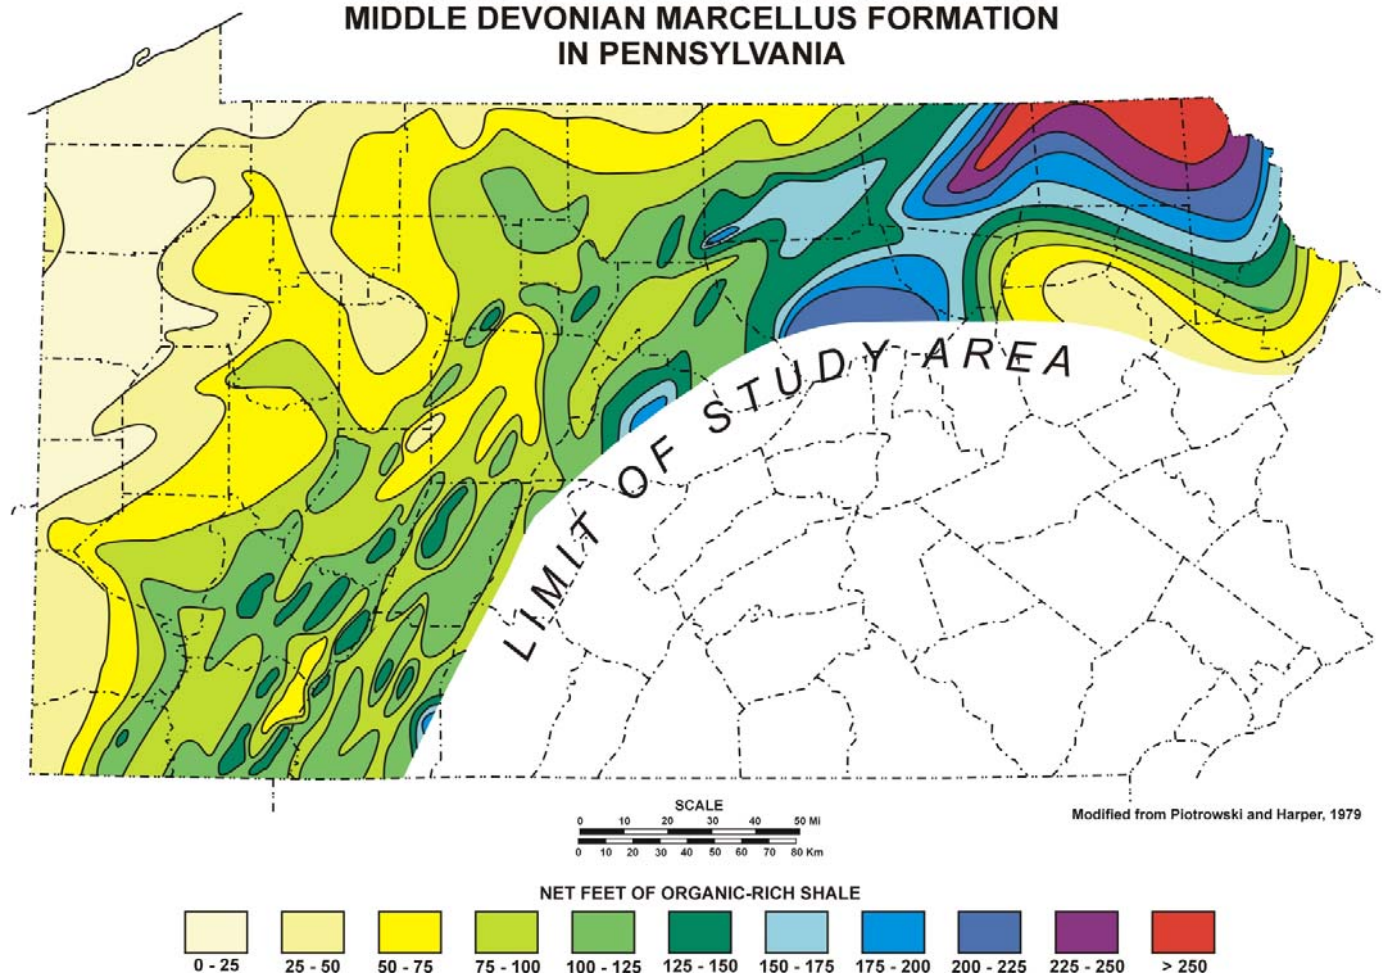 MIDDLE DEVONIAN MARCELLUS FORMATION
IN PENNSYLVANIA
LIMIT OF STUDY AREA
SCALE
0 10 20 30 40 50 Mi
0 10 20 30 40 50 60 70 80 Km
Modified from Piotrowski and Harper, 1979
NET FEET OF ORGANIC-RICH SHALE
0 - 25 25 - 50 50 - 75 75 - 100 100 - 125 125 - 150 150 - 175 175 - 200 200 - 225 225 - 250 > 250